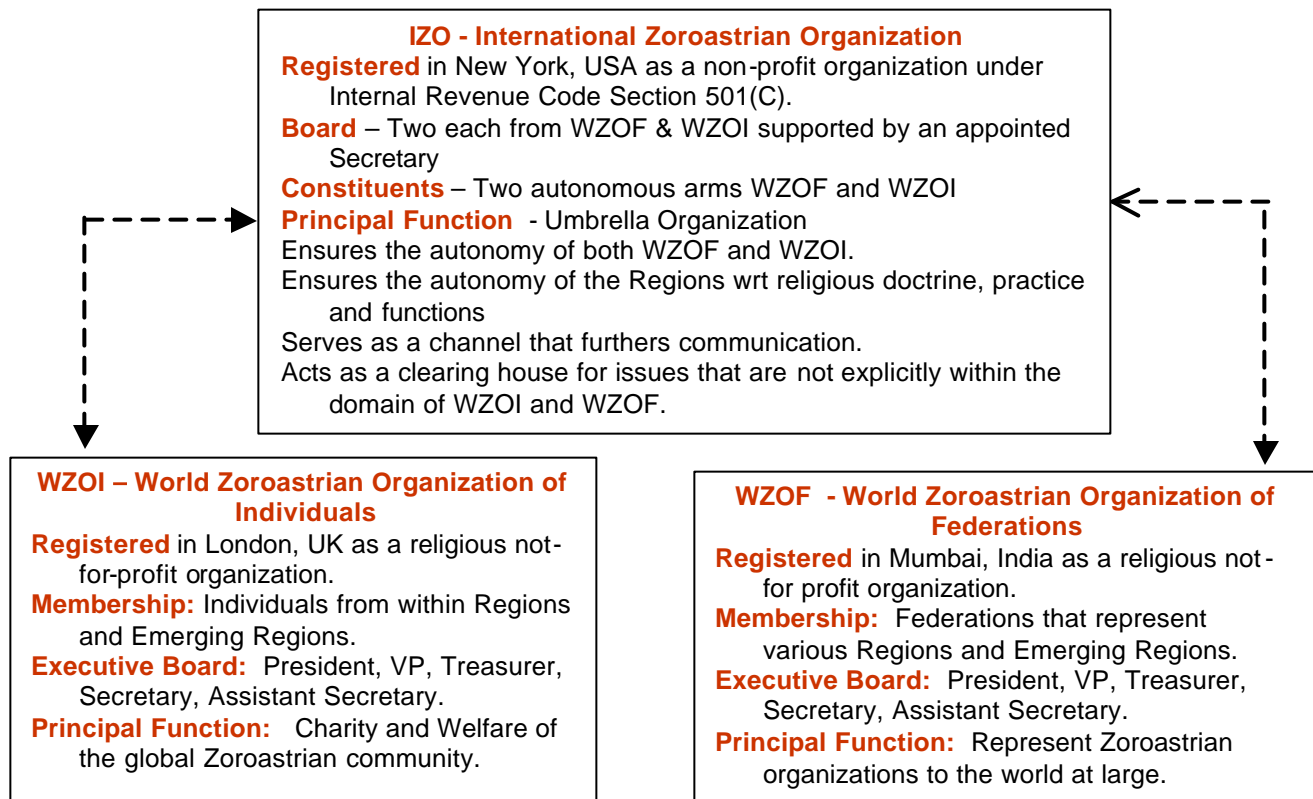 IZO - International Zoroastrian Organization
Registered in New York, USA as a non-profit organization under
Internal Revenue Code Section 501(C).
Board – Two each from WZOF & WZOI supported by an appointed
Secretary
Constituents – Two autonomous arms WZOF and WZOI
Principal Function - Umbrella Organization
Ensures the autonomy of both WZOF and WZOI.
Ensures the autonomy of the Regions wrt religious doctrine, practice
and functions
Serves as a channel that furthers communication.
Acts as a clearing house for issues that are not explicitly within the
domain of WZOI and WZOF.
WZOI – World Zoroastrian Organization of
Individuals
Registered in London, UK as a religious not-
for-profit organization.
Membership: Individuals from within Regions
and Emerging Regions.
Executive Board: President, VP, Treasurer,
Secretary, Assistant Secretary.
Principal Function: Charity and Welfare of
the global Zoroastrian community.
WZOF - World Zoroastrian Organization of
Federations
Registered in Mumbai, India as a religious not-
for profit organization.
Membership: Federations that represent
various Regions and Emerging Regions.
Executive Board: President, VP, Treasurer,
Secretary, Assistant Secretary.
Principal Function: Represent Zoroastrian
organizations to the world at large.